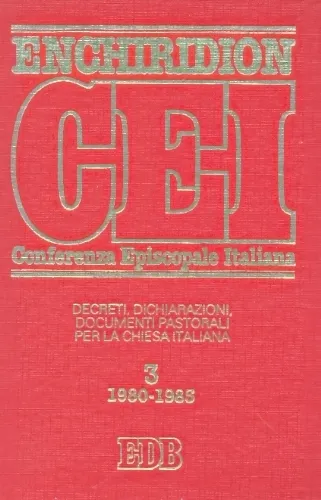 ENCHIRIDION
CEI
Conferenza Episcopale Italiana
DECRETI, DICHIARAZIONI,
DOCUMENTI PASTORALI
PER LA CHIESA ITALIANA
3
1980-1985
EDB